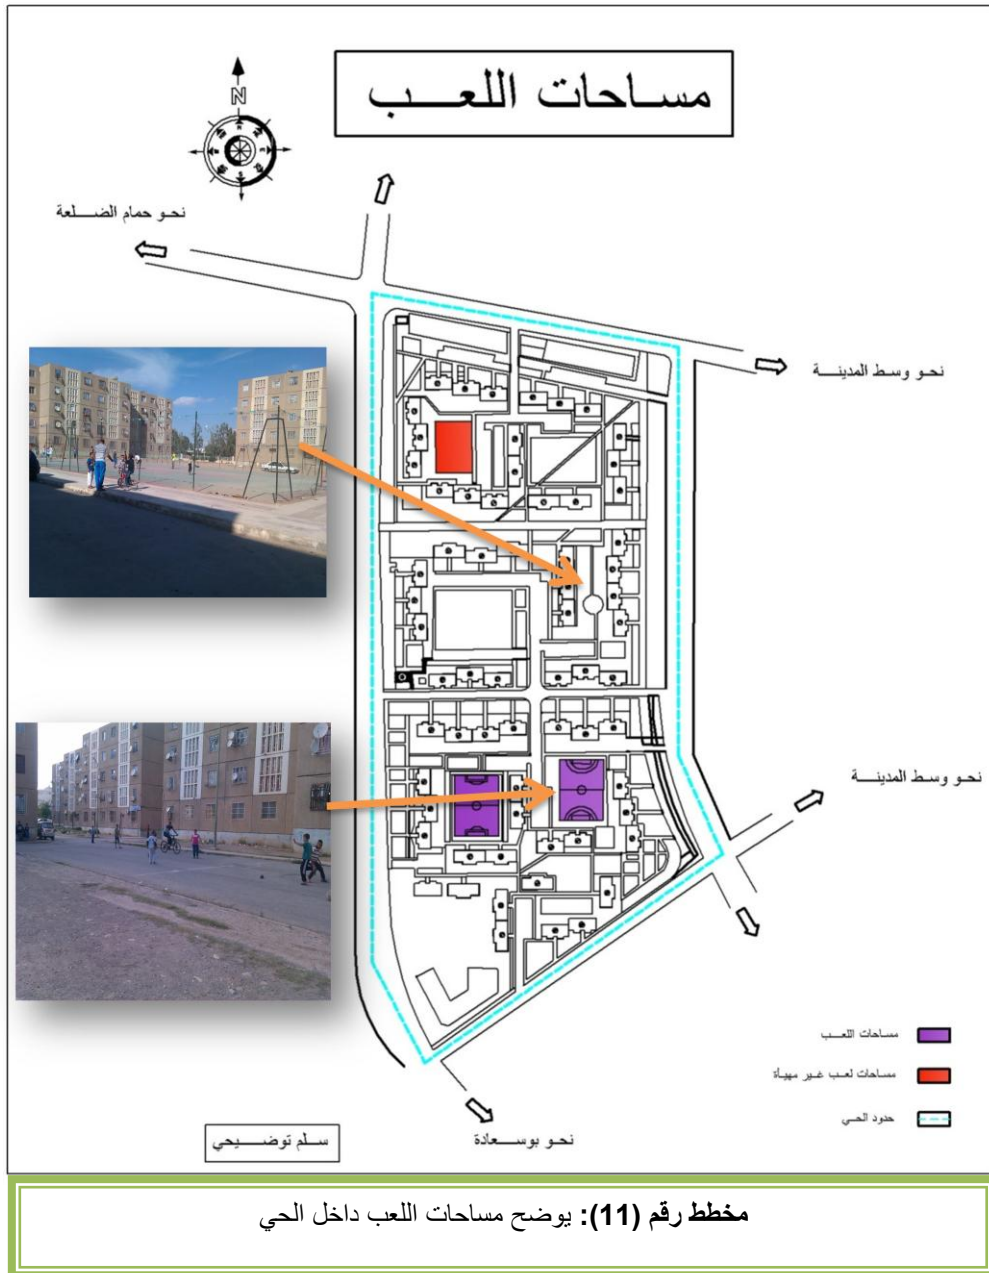 مساحات اللعب
N
نحو حمام الضلعة
نحو وسط المدينة
نحو وسط المدينة
مساحات اللعب
مساحات لعب غير مهيأة
حدود الحي
نحو بوسعادة
سلم توضيحي
مخطط رقم (11): يوضح مساحات اللعب داخل الحي